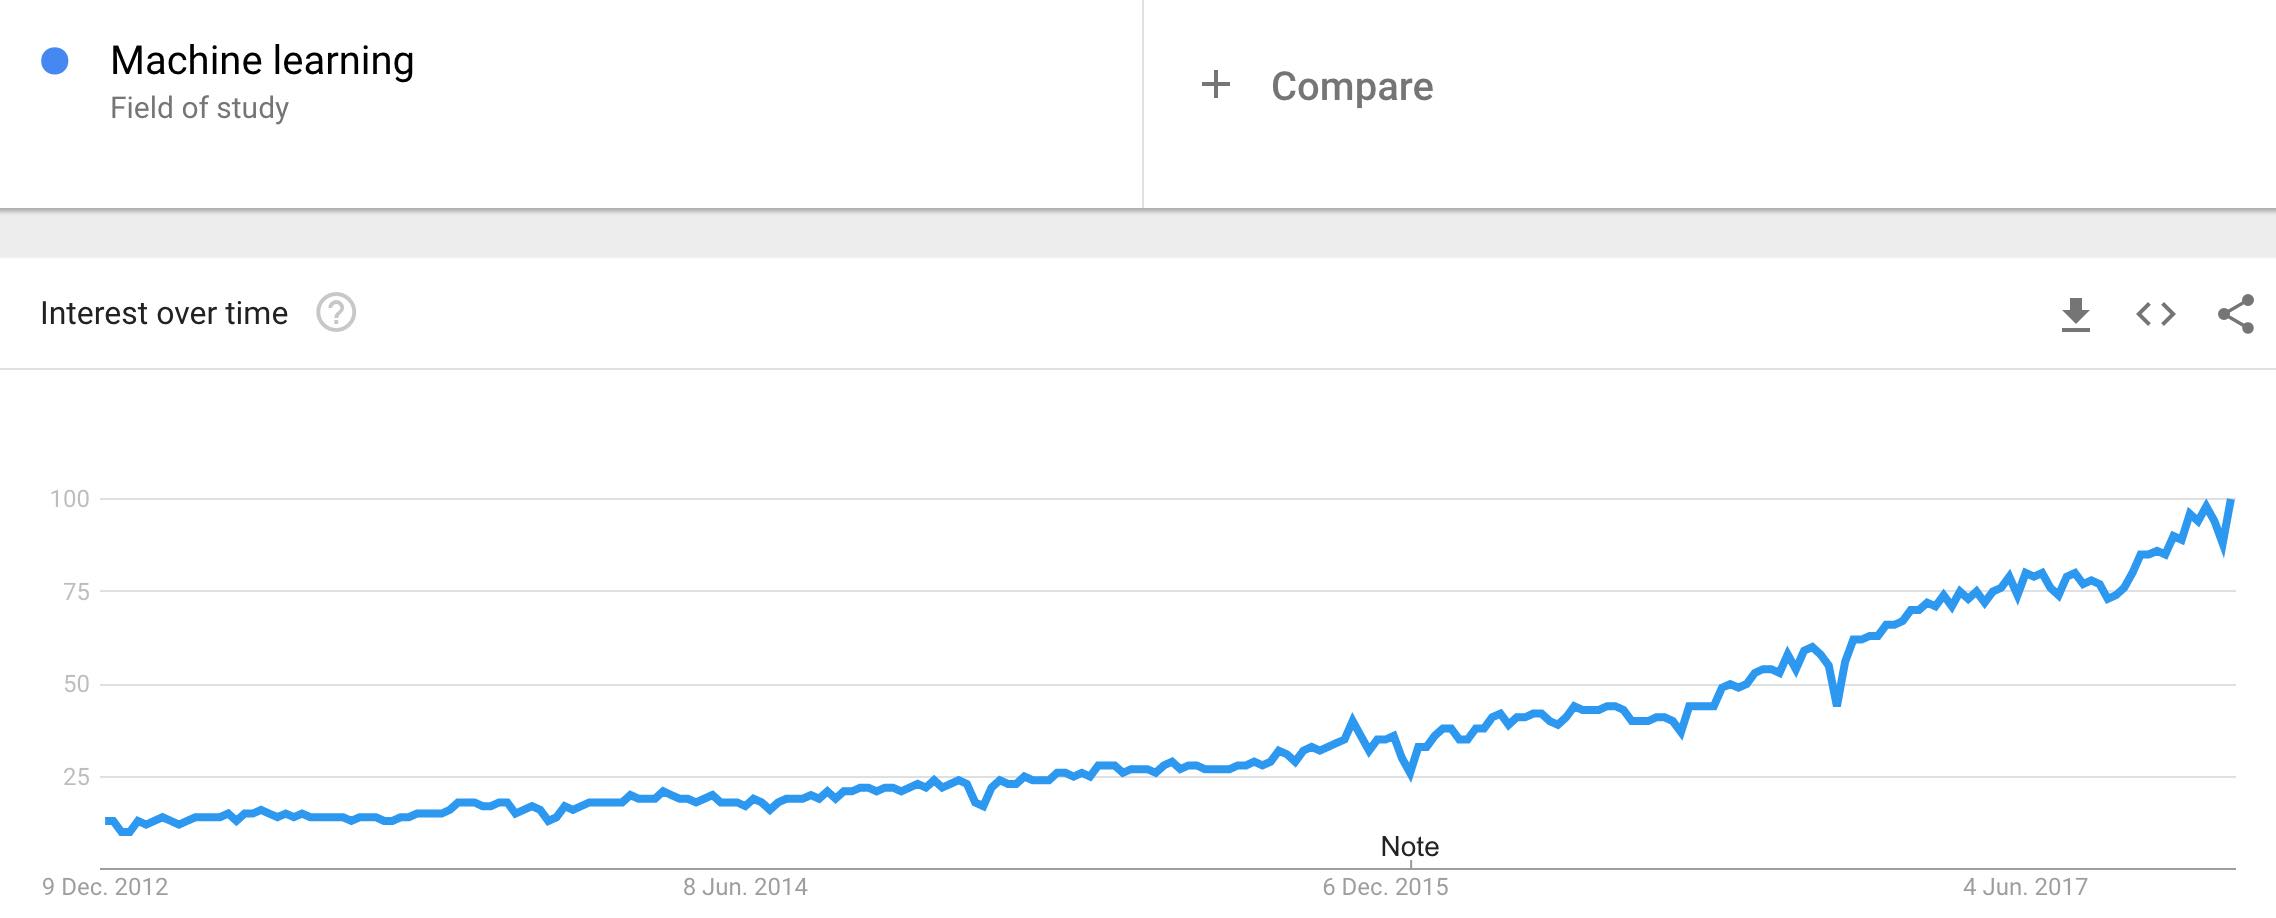 Machine learning
Field of study
+ Compare
Interest over time ?
100
75
50
25
Note
9 Dec. 2012 8 Jun. 2014 6 Dec. 2015 4 Jun. 2017